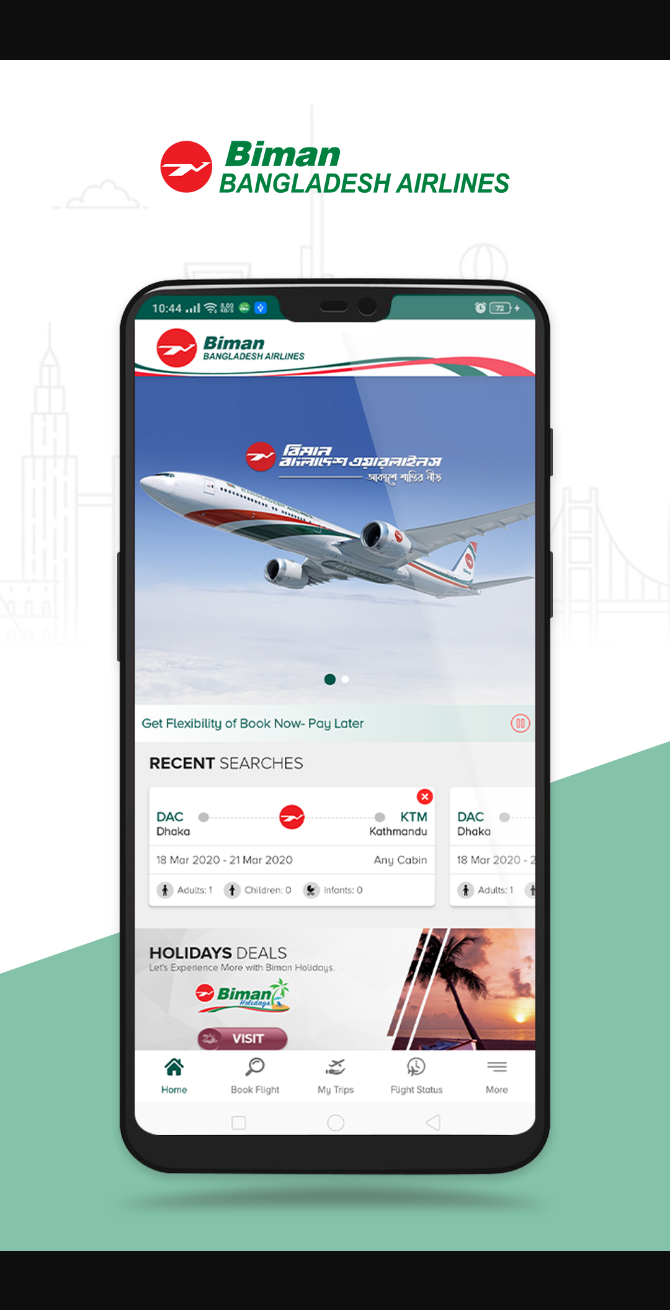 Biman
BANGLADESH AIRLINES
10:44
72
Biman
BANGLADESH AIRLINES
বিমান
বাংলাদেশ এয়ারলাইনস
আকাশে শান্তির নীড়
Biman
Get Flexibility of Book Now- Pay Later
RECENT SEARCHES
DAC KTM
Dhaka Kathmandu
18 Mar 2020 - 21 Mar 2020 Any Cabin
Adults: 1 Children: 0 Infants: 0
DAC
Dhaka
18 Mar 2020 - 2
Adults: 1
HOLIDAYS DEALS
Let's Experience More with Biman Holidays.
Biman
Holidays
VISIT
Home Book Flight My Trips Flight Status More